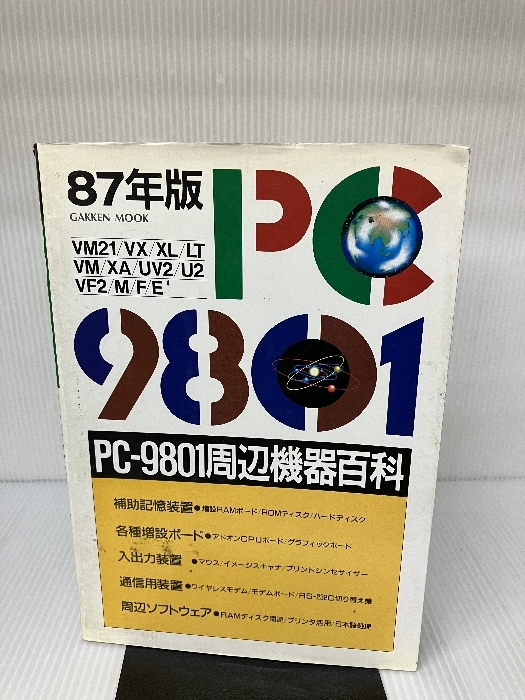 87年版
GAKKEN MOOK
VM21/VX/XL/LT
VM/XA/UV2/U2
VF2/M/F/E
PC
9801
PC-9801周辺機器百科
補助記憶装置●増設RAMボード/ROMディスク/ハードディスク
各種増設ボード●アドオンCPUボード/グラフィックボード
入出力装置●マウス/イメージスキャナ/プリントシンセサイザー
通信用装置●ワイヤレスモデム/モデムボード/RS-232C切り替え機
周辺ソフトウェア●RAMディスク関連/プリンタ活用/日本語処理